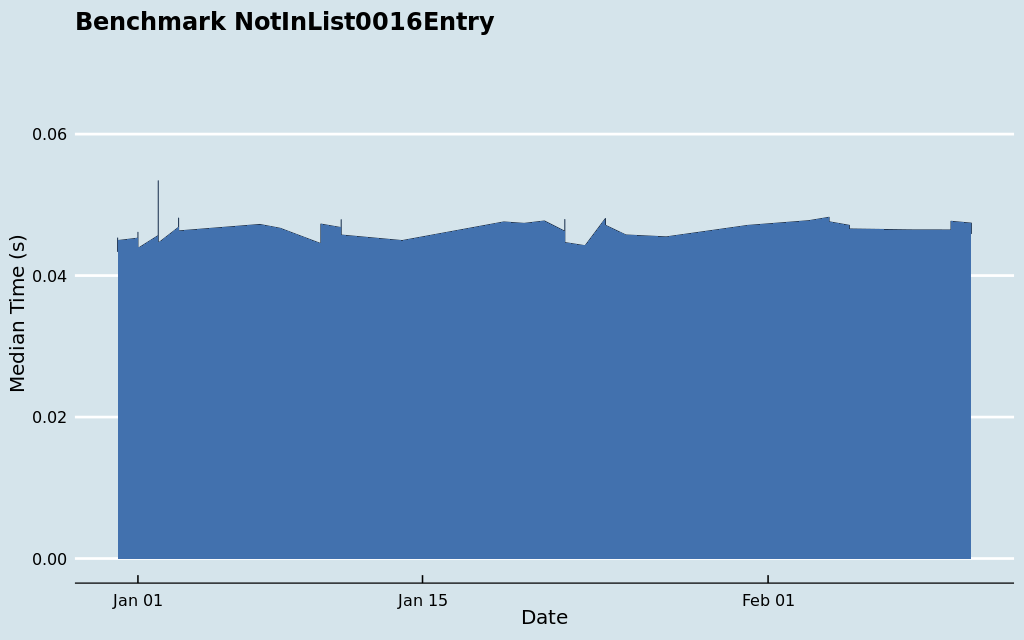 Benchmark NotInList0016Entry
0.06
0.04
0.02
0.00
Median Time (s)
Jan 01
Jan 15
Feb 01
Date